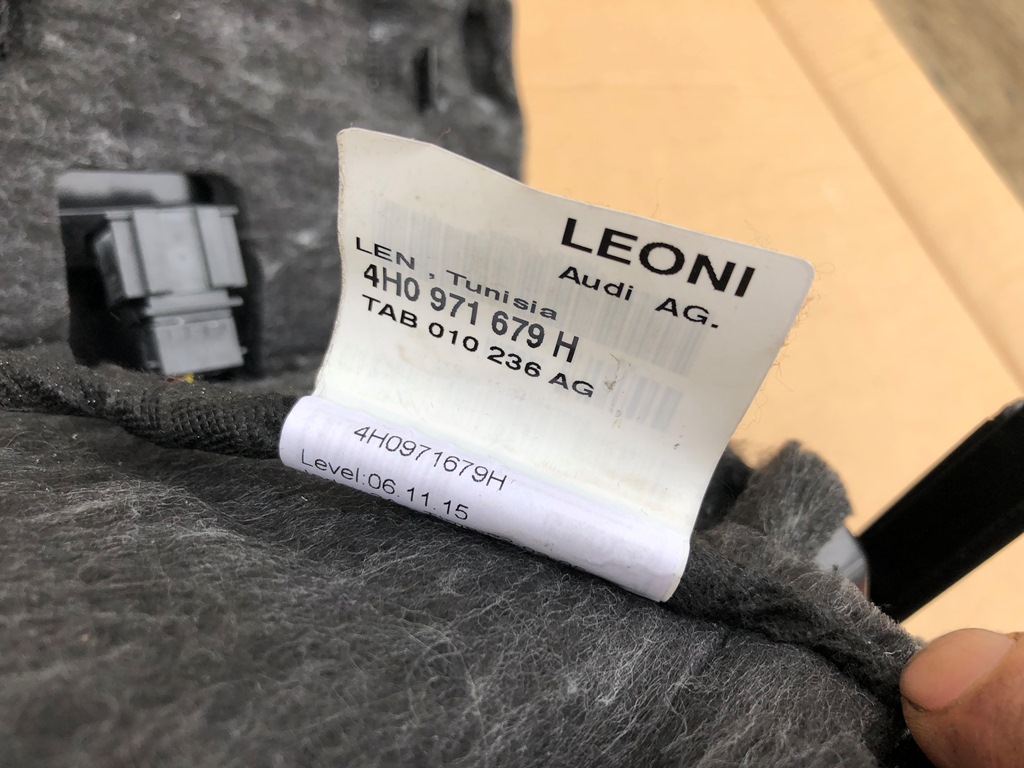 LEONI
Audi AG.
LEN , Tunisia
4H0 971 679 H
TAB 010 236 AG
4H0971679H
Level:06.11.15